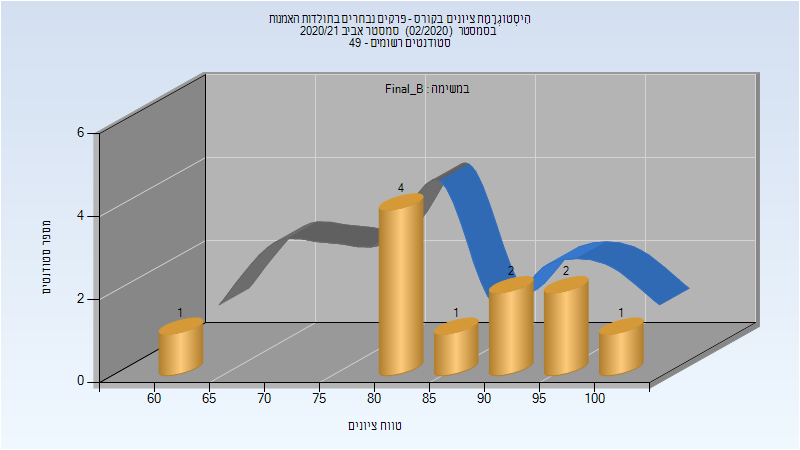 היסטוגרמת ציונים בקורס - פרקים נבחרים בתולדות האמנות
בסמסטר (02/2020) סמסטר אביב 2020/21
סטודנטים רשומים - 49
במשימה : Final_B
מספר סטודנטים
6
4
2
0
1
4
1
2
2
1
60 65 70 75 80 85 90 95 100
טווח ציונים